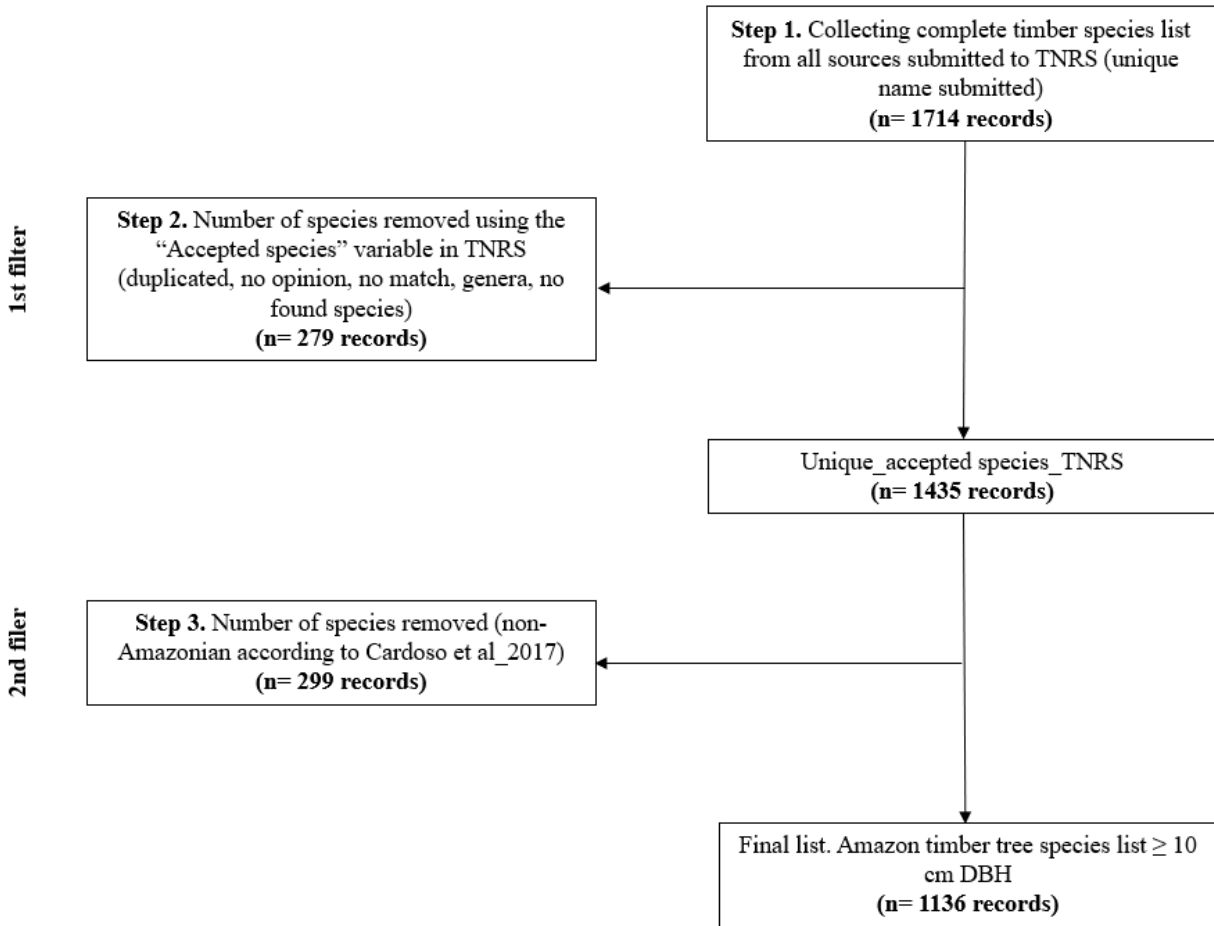 Step 1. Collecting complete timber species list
from all sources submitted to TNRS (unique
name submitted)
(n= 1714 records)
1st filter
Step 2. Number of species removed using the
“Accepted species” variable in TNRS
(duplicated, no opinion, no match, genera, no
found species)
(n= 279 records)
Unique_accepted species_TNRS
(n= 1435 records)
2nd filer
Step 3. Number of species removed (non-
Amazonian according to Cardoso et al_2017)
(n= 299 records)
Final list. Amazon timber tree species list ≥ 10
cm DBH
(n= 1136 records)